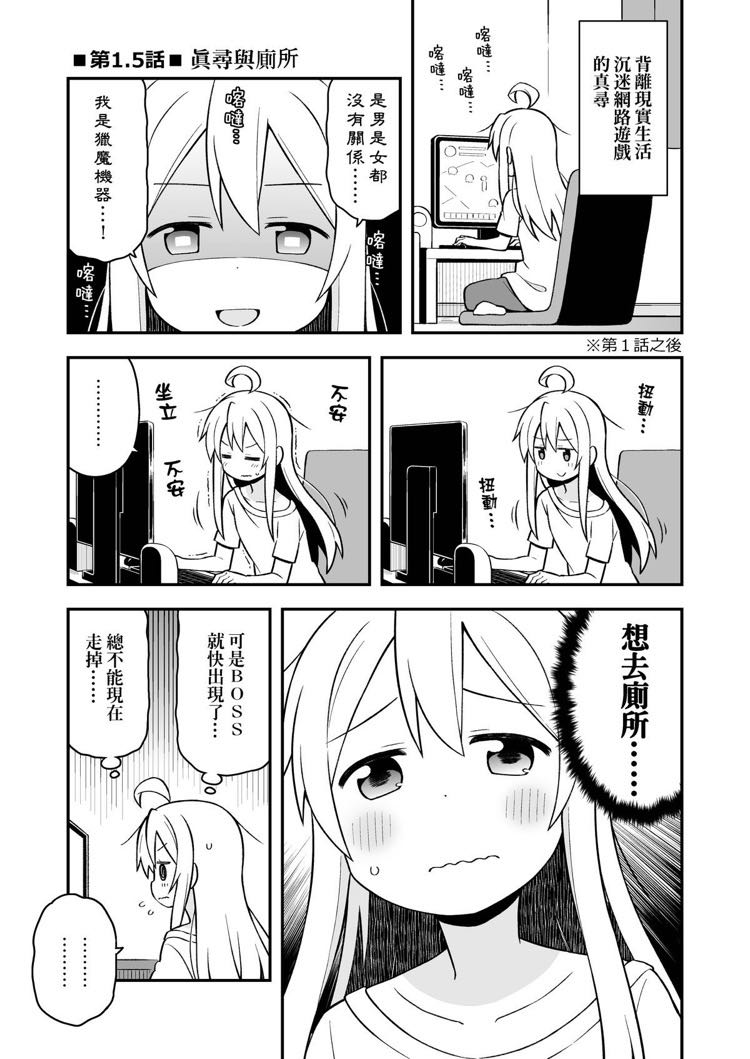 ■第1.5話■ 眞尋與廁所
背離現實生活
沉迷網路遊戲
的真尋
喀噠…
喀噠…
喀噠…
※第１話之後
是男是女都
沒有關係……
喀噠…
喀噠…
我是獵魔機器…！
喀噠…
扭動…
扭動…
不安
坐立
不安
………
想去廁所……
可是ＢＯＳＳ
就快出現了…
總不能現在
走掉……
………